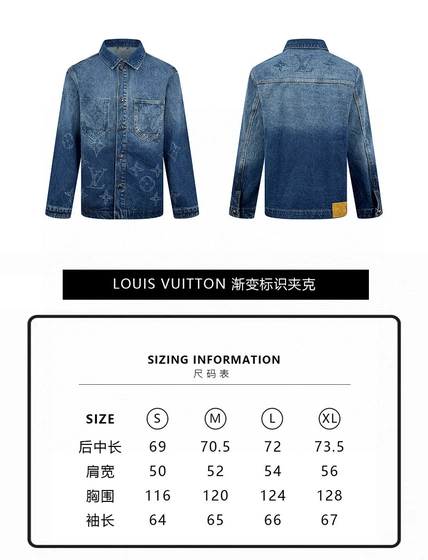 LOUIS VUITTON 渐变标识夹克
SIZING INFORMATION
尺码表
SIZE S M L XL
后中长 69 70.5 72 73.5
肩宽 50 52 54 56
胸围 116 120 124 128
袖长 64 65 66 67